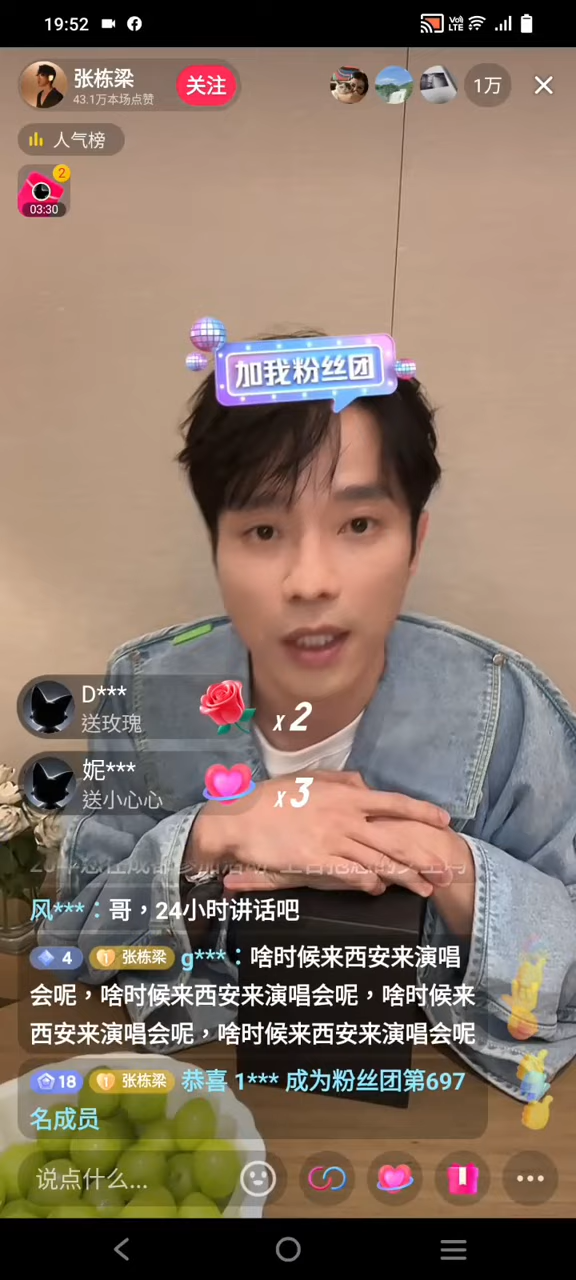 19:52
Vo))
LTE
张栋梁
43.1万本场点赞
关注
1万
人气榜
2
03:30
加我粉丝团
D***
送玫瑰
x2
妮***
送小心心
x3
风***：哥，24小时讲话吧
4 张栋梁 g***：啥时候来西安来演唱
会呢，啥时候来西安来演唱会呢，啥时候来
西安来演唱会呢，啥时候来西安来演唱会呢
18 张栋梁 恭喜 1*** 成为粉丝团第697
名成员
说点什么...